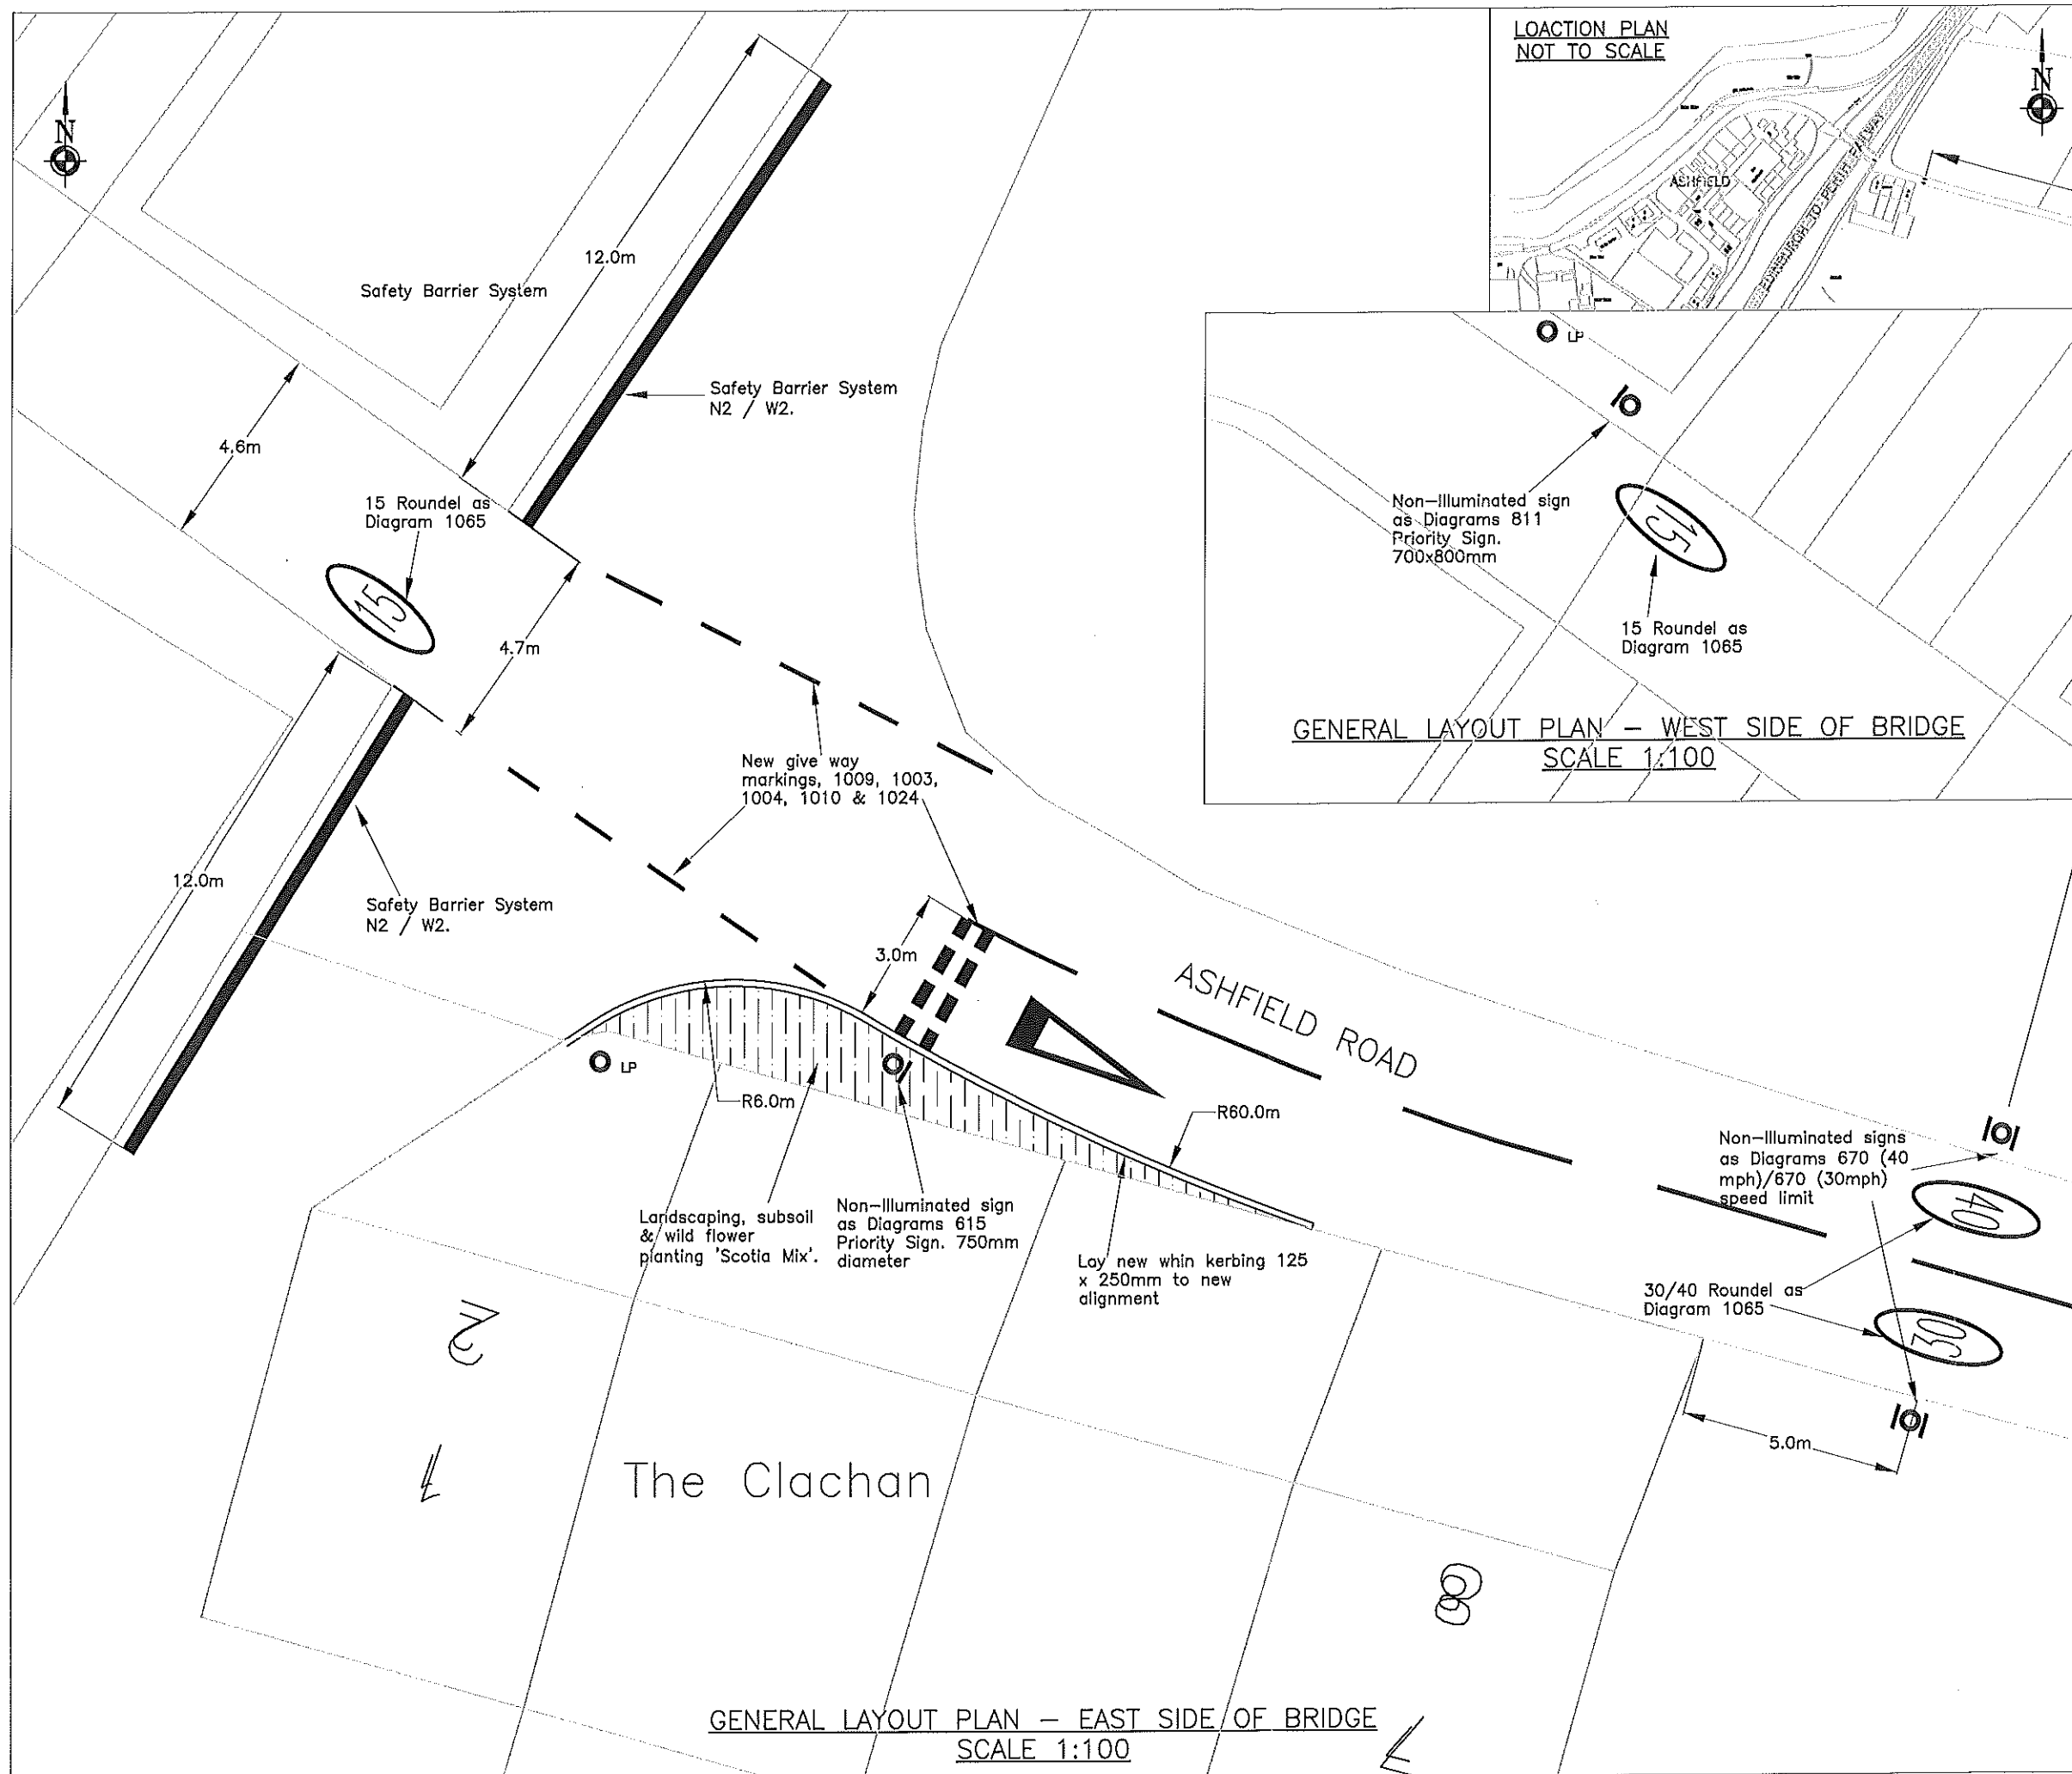 LOACTION PLAN
NOT TO SCALE
N
N
ASHFIELD
EDINBURGH TO PERTH RAILWAY
12.0m
Safety Barrier System
Safety Barrier System
N2 / W2.
4.6m
15 Roundel as
Diagram 1065
15
4.7m
LP
Non-Illuminated sign
as Diagrams 811
Priority Sign.
700x800mm
15
15 Roundel as
Diagram 1065
GENERAL LAYOUT PLAN - WEST SIDE OF BRIDGE
SCALE 1:100
New give way
markings, 1009, 1003,
1004, 1010 & 1024
12.0m
Safety Barrier System
N2 / W2.
3.0m
ASHFIELD ROAD
LP
R6.0m
R60.0m
Non-Illuminated signs
as Diagrams 670 (40
mph)/670 (30mph)
speed limit
40
Landscaping, subsoil
& wild flower
planting 'Scotia Mix'.
Non-Illuminated sign
as Diagrams 615
Priority Sign. 750mm
diameter
Lay new whin kerbing 125
x 250mm to new
alignment
30/40 Roundel as
Diagram 1065
30
5.0m
2
1
The Clachan
8
7
GENERAL LAYOUT PLAN - EAST SIDE OF BRIDGE
SCALE 1:100